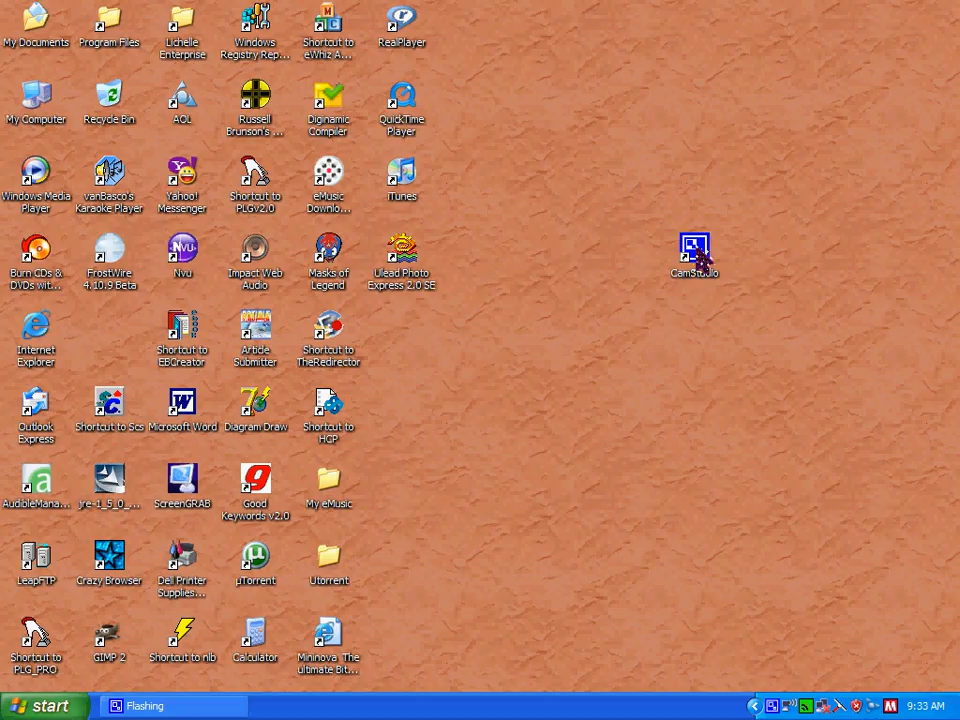 My Documents
Program Files
Lichelle
Enterprise
Windows
Registry Rep...
Shortcut to
eWhiz A...
RealPlayer
My Computer
Recycle Bin
AOL
Russell
Brunson's ...
Diginamic
Compiler
QuickTime
Player
Windows Media
Player
vanBasco's
Karaoke Player
Yahoo!
Messenger
Shortcut to
PLGv2.0
eMusic
Downlo...
iTunes
Burn CDs &
DVDs wit...
FrostWire
4.10.9 Beta
Nvu
Impact Web
Audio
Masks of
Legend
Ulead Photo
Express 2.0 SE
CamStudio
Internet
Explorer
Shortcut to
EBCreator
Article
Submitter
Shortcut to
TheRedirector
Outlook
Express
Shortcut to Scs
Microsoft Word
Diagram Draw
Shortcut to
HCP
AudibleMana...
jre-1_5_0_...
ScreenGRAB
Good
Keywords v2.0
My eMusic
LeapFTP
Crazy Browser
Dell Printer
Supplies...
µTorrent
Utorrent
Shortcut to
PLG_PRO
GIMP 2
Shortcut to nlb
Calculator
Mininova The
ultimate Bit...
start
Flashing
9:33 AM